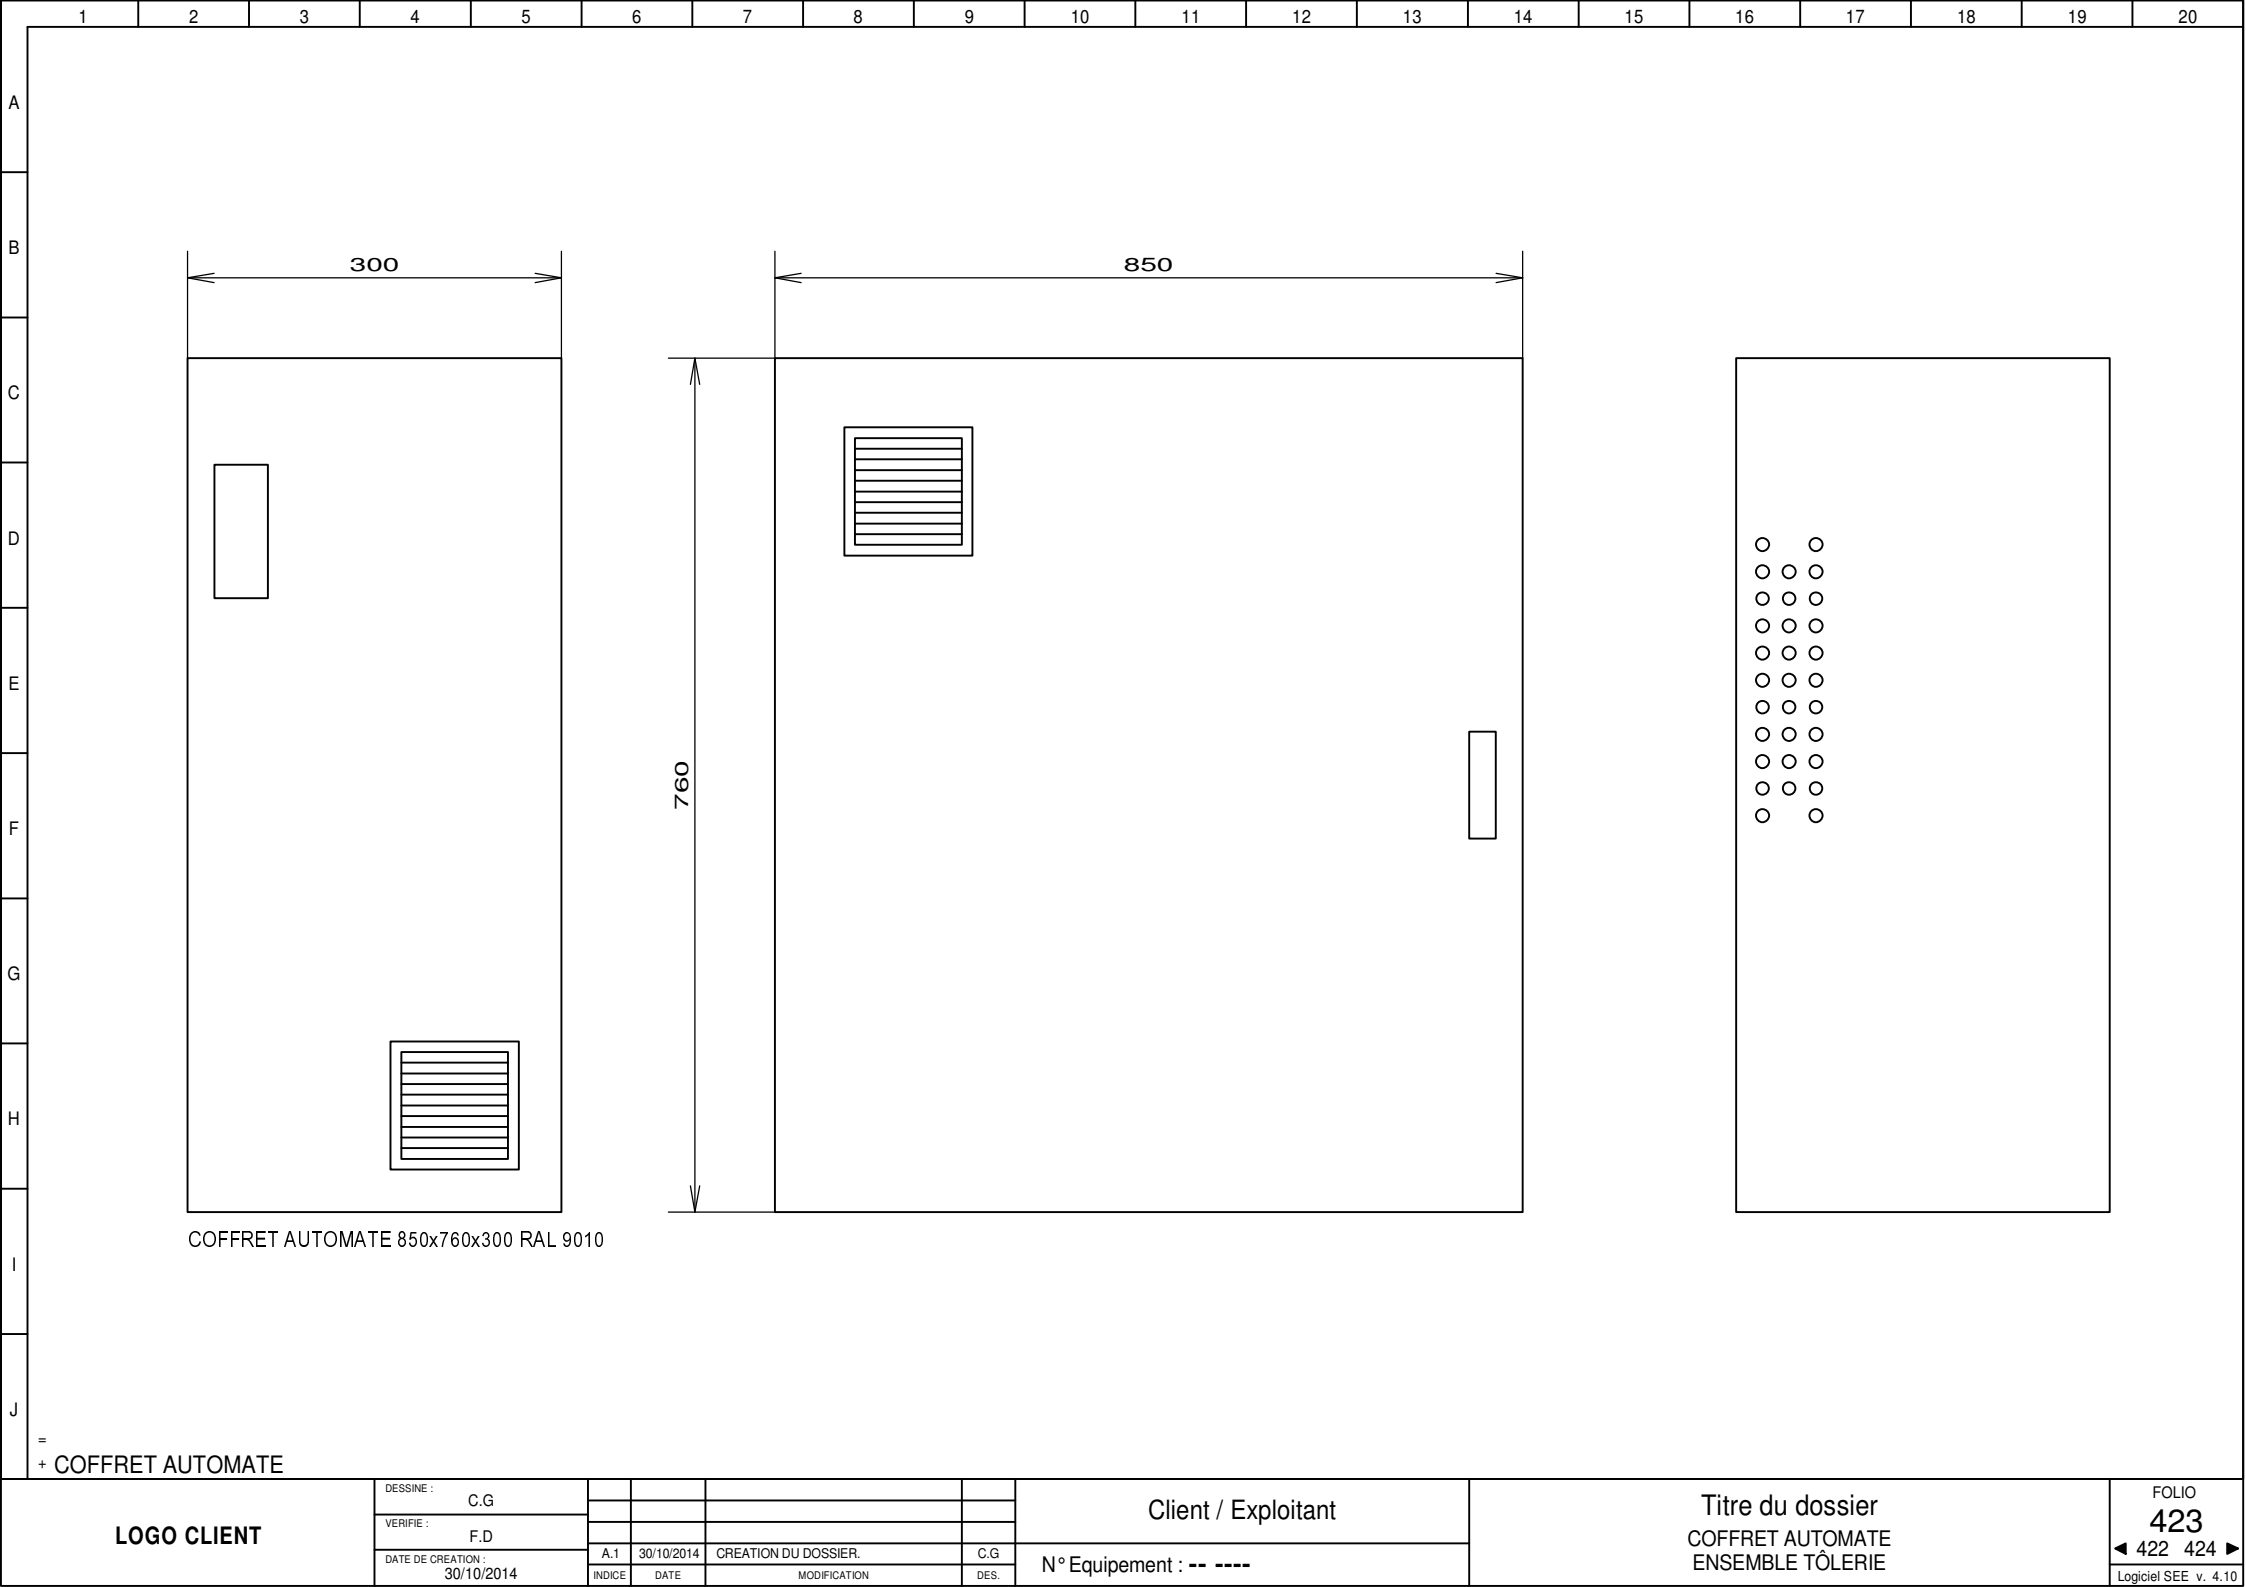 1 2 3 4 5 6 7 8 9 10 11 12 13 14 15 16 17 18 19 20
A
B
300 850
C
D
E
760
F
G
H
COFFRET AUTOMATE 850x760x300 RAL 9010
I
J
=
+ COFFRET AUTOMATE
LOGO CLIENT
DESSINE :
C.G
VERIFIE :
F.D
DATE DE CREATION :
30/10/2014
A.1 30/10/2014 CREATION DU DOSSIER. C.G
INDICE DATE MODIFICATION DES.
Client / Exploitant
N° Equipement : -- ----
Titre du dossier
COFFRET AUTOMATE
ENSEMBLE TÔLERIE
FOLIO
423
◄ 422 424 ►
Logiciel SEE v. 4.10